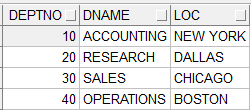 DEPTNO DNAME LOC
10 ACCOUNTING NEW YORK
20 RESEARCH DALLAS
30 SALES CHICAGO
40 OPERATIONS BOSTON